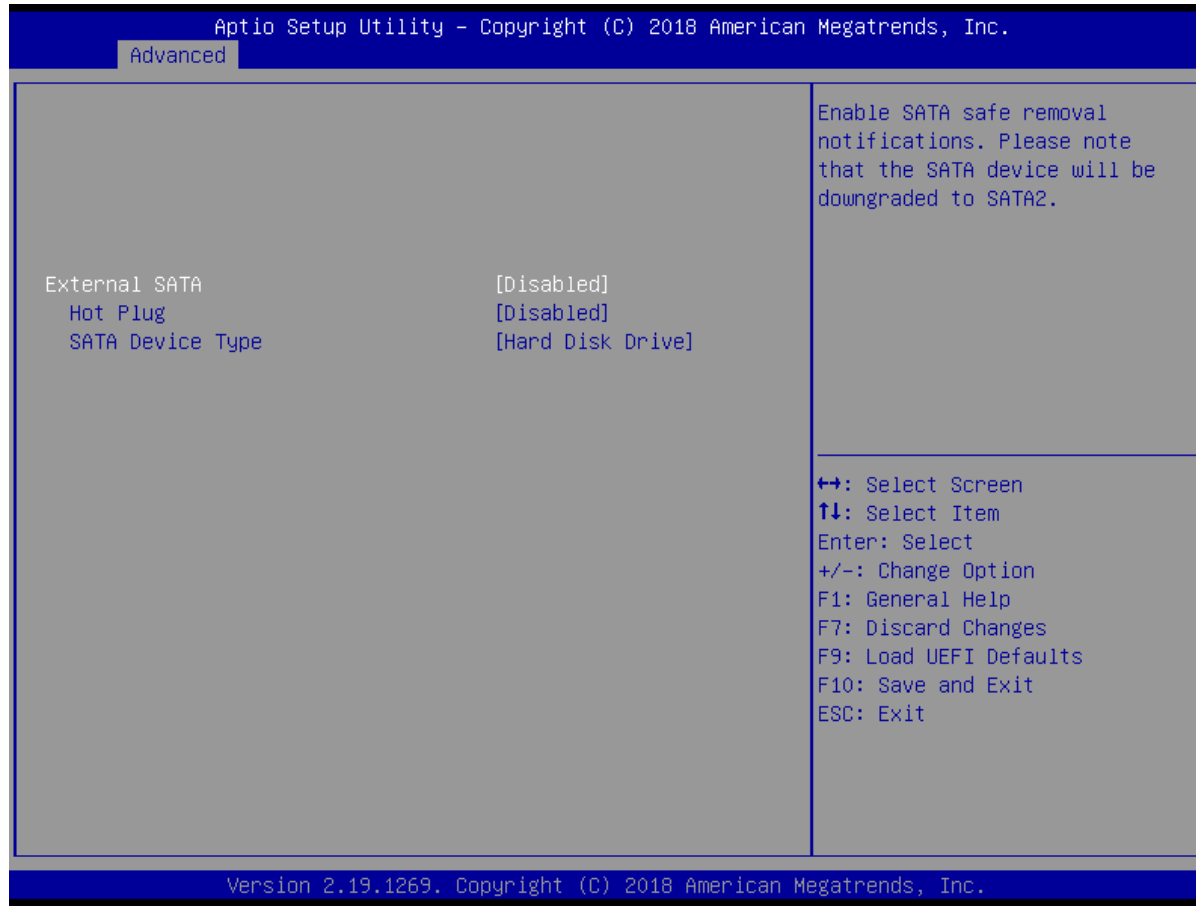 Aptio Setup Utility – Copyright (C) 2018 American Megatrends, Inc.
Advanced
External SATA [Disabled]
Hot Plug [Disabled]
SATA Device Type [Hard Disk Drive]
Enable SATA safe removal
notifications. Please note
that the SATA device will be
downgraded to SATA2.
↔: Select Screen
↑↓: Select Item
Enter: Select
+/-: Change Option
F1: General Help
F7: Discard Changes
F9: Load UEFI Defaults
F10: Save and Exit
ESC: Exit
Version 2.19.1269. Copyright (C) 2018 American Megatrends, Inc.